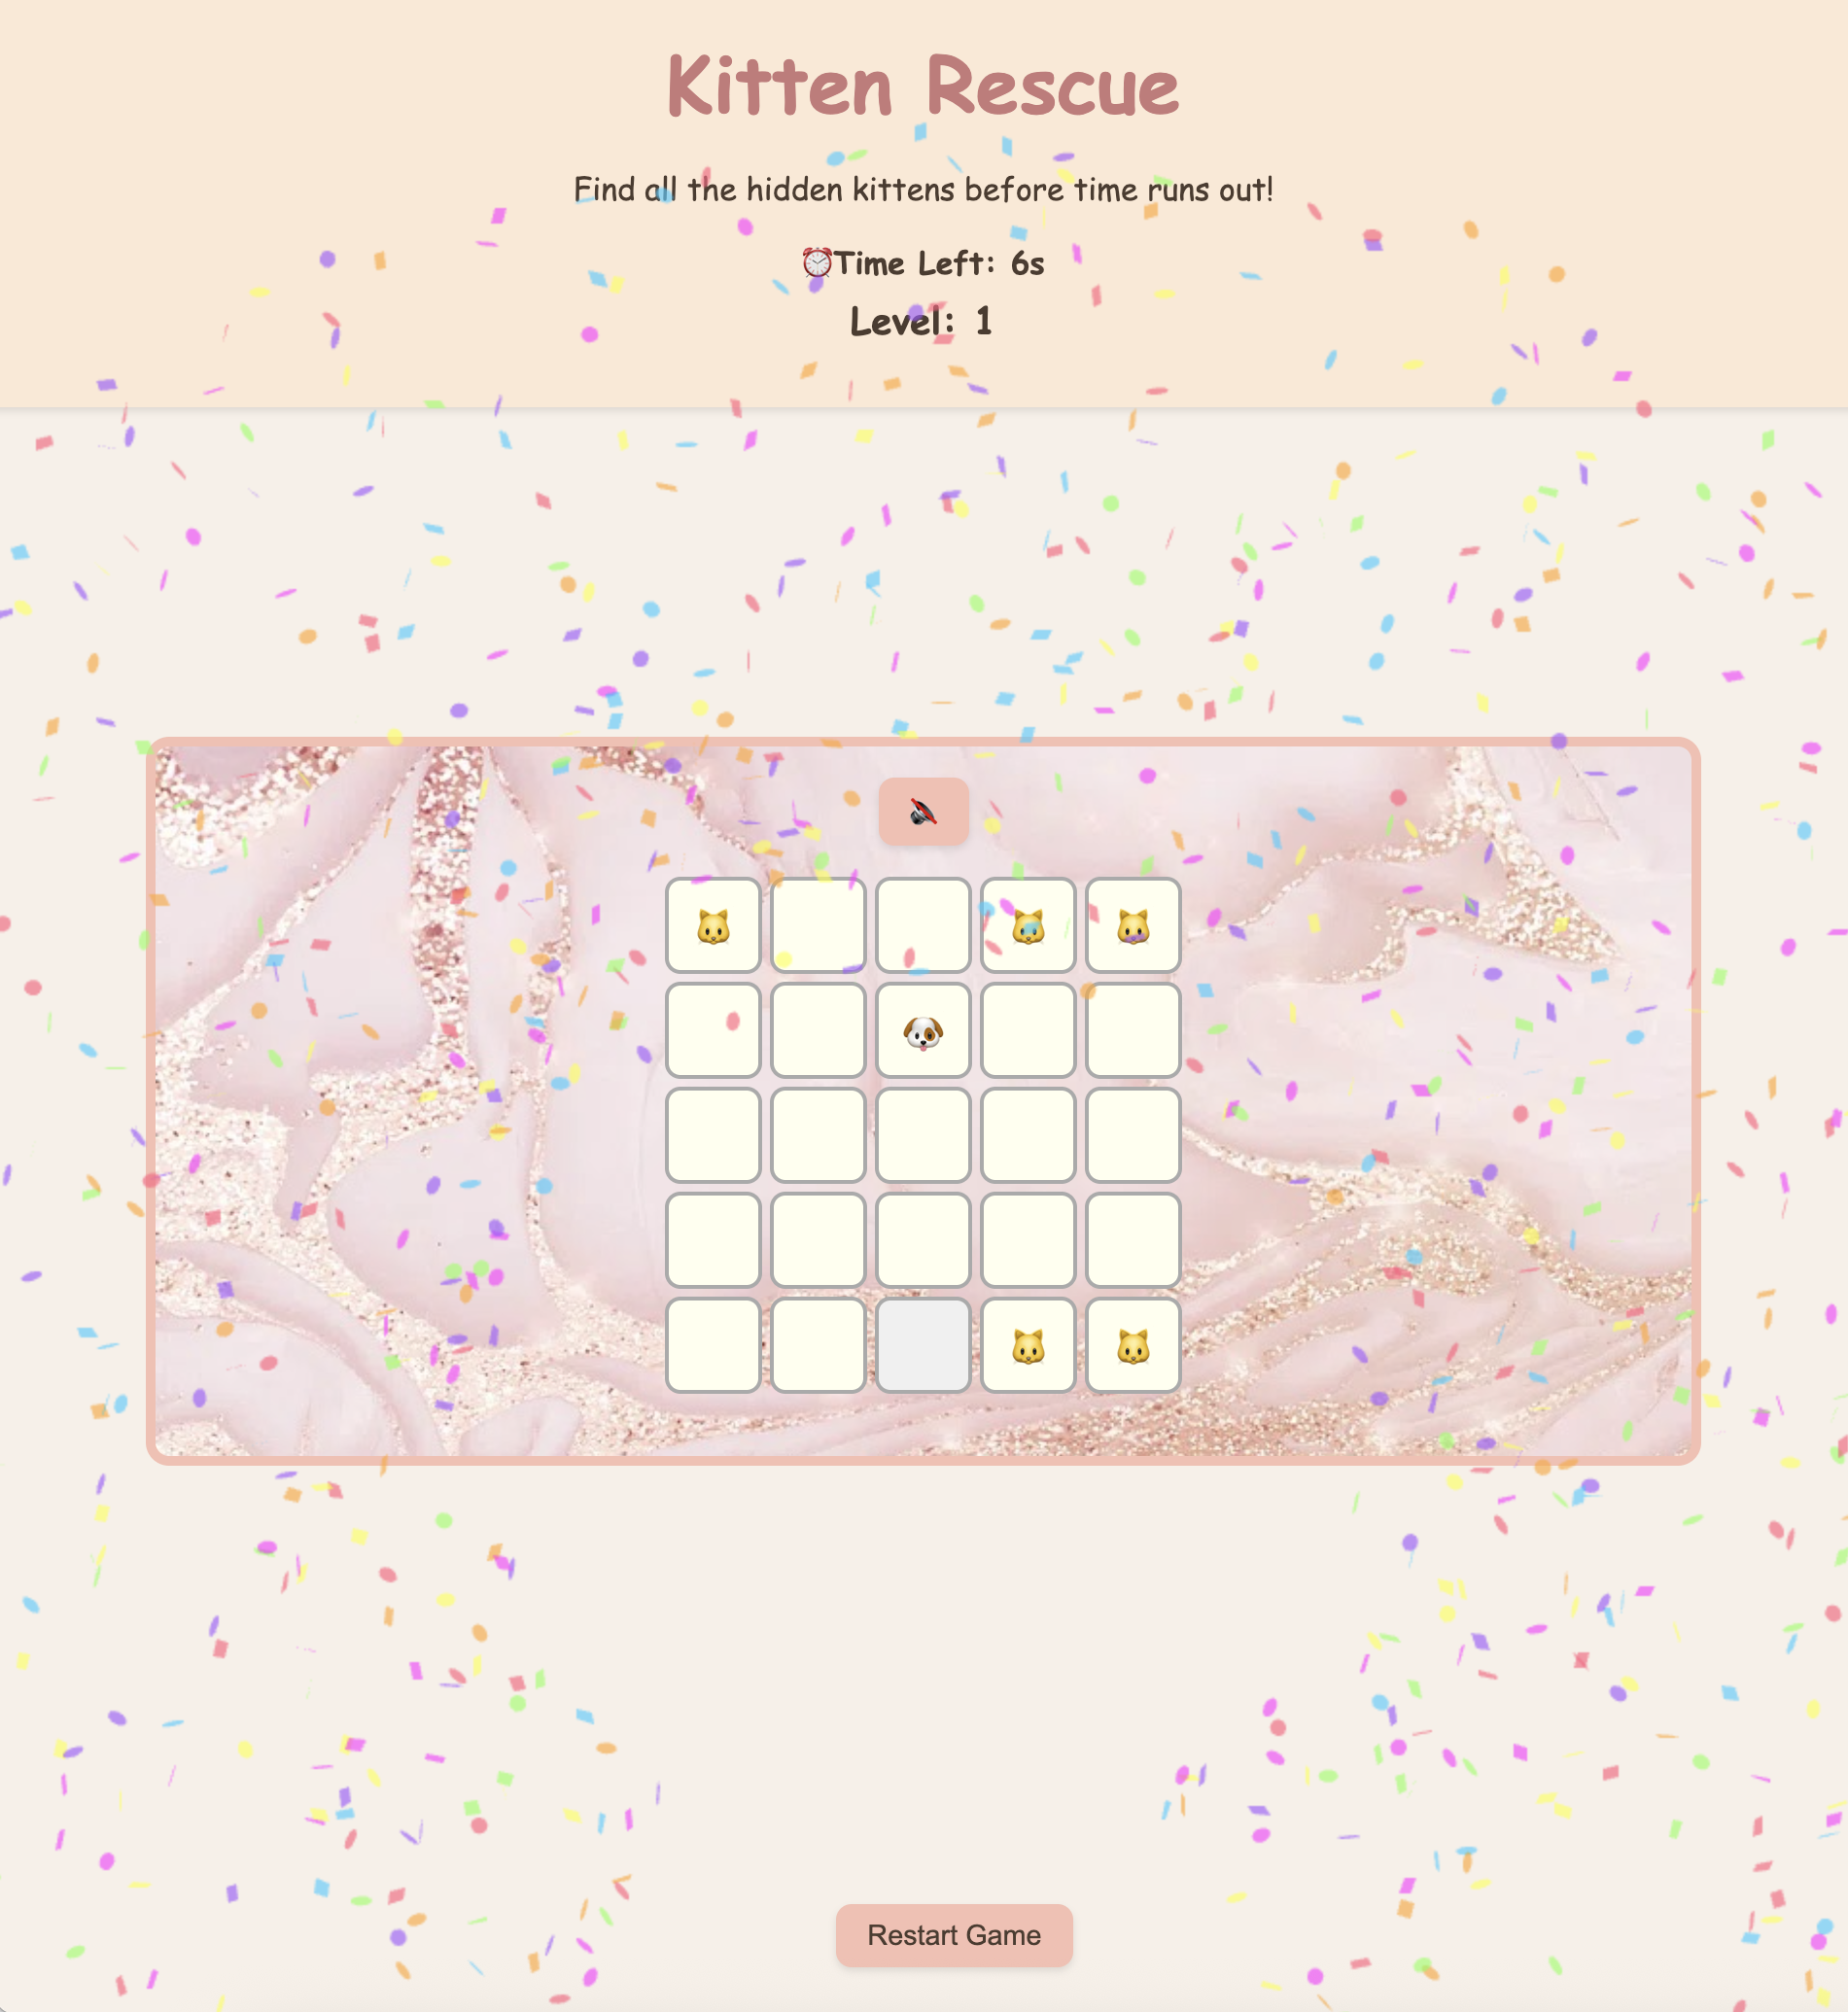 Kitten Rescue
Find all the hidden kittens before time runs out!
⏰Time Left: 6s
Level: 1
Restart Game